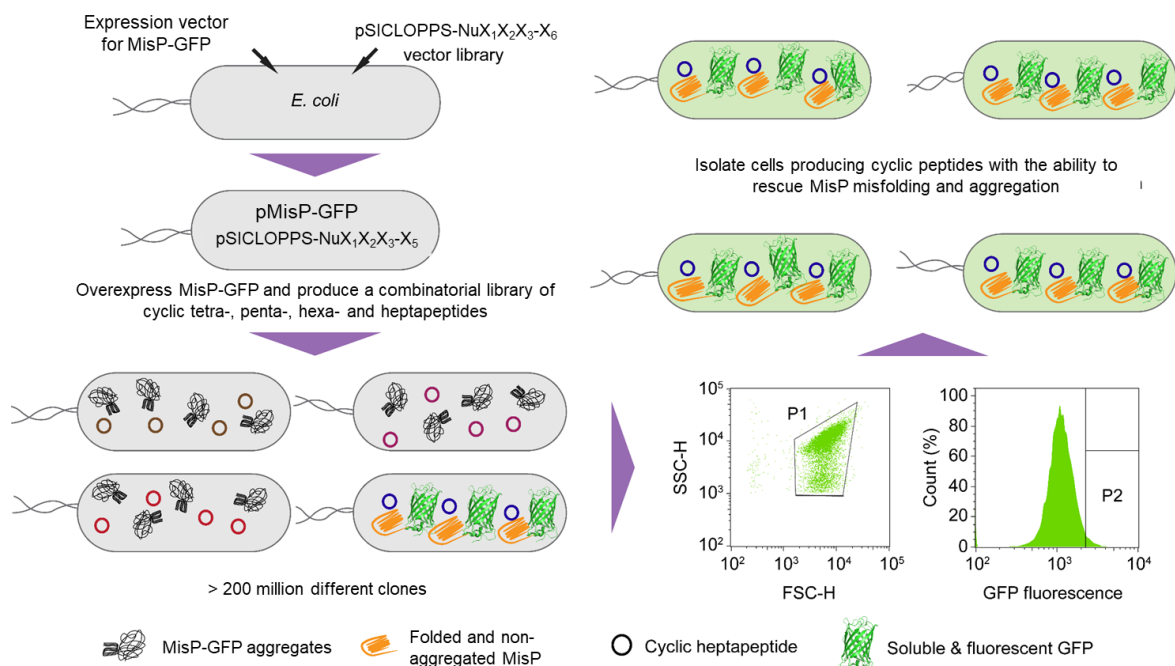 Expression vector
for MisP-GFP
pSICLOPPS-NuX1X2X3-X6
vector library
E. coli
pMisP-GFP
pSICLOPPS-NuX1X2X3-X5
Overexpress MisP-GFP and produce a combinatorial library of
cyclic tetra-, penta-, hexa- and heptapeptides
> 200 million different clones
MisP-GFP aggregates
Folded and non-
aggregated MisP
Isolate cells producing cyclic peptides with the ability to
rescue MisP misfolding and aggregation
10^5
10^4
10^3
10^2
SSC-H
P1
10^2
10^3
10^4
10^5
FSC-H
100
80
60
40
20
0
Count (%)
P2
10^2
10^3
10^4
GFP fluorescence
Cyclic heptapeptide
Soluble & fluorescent GFP